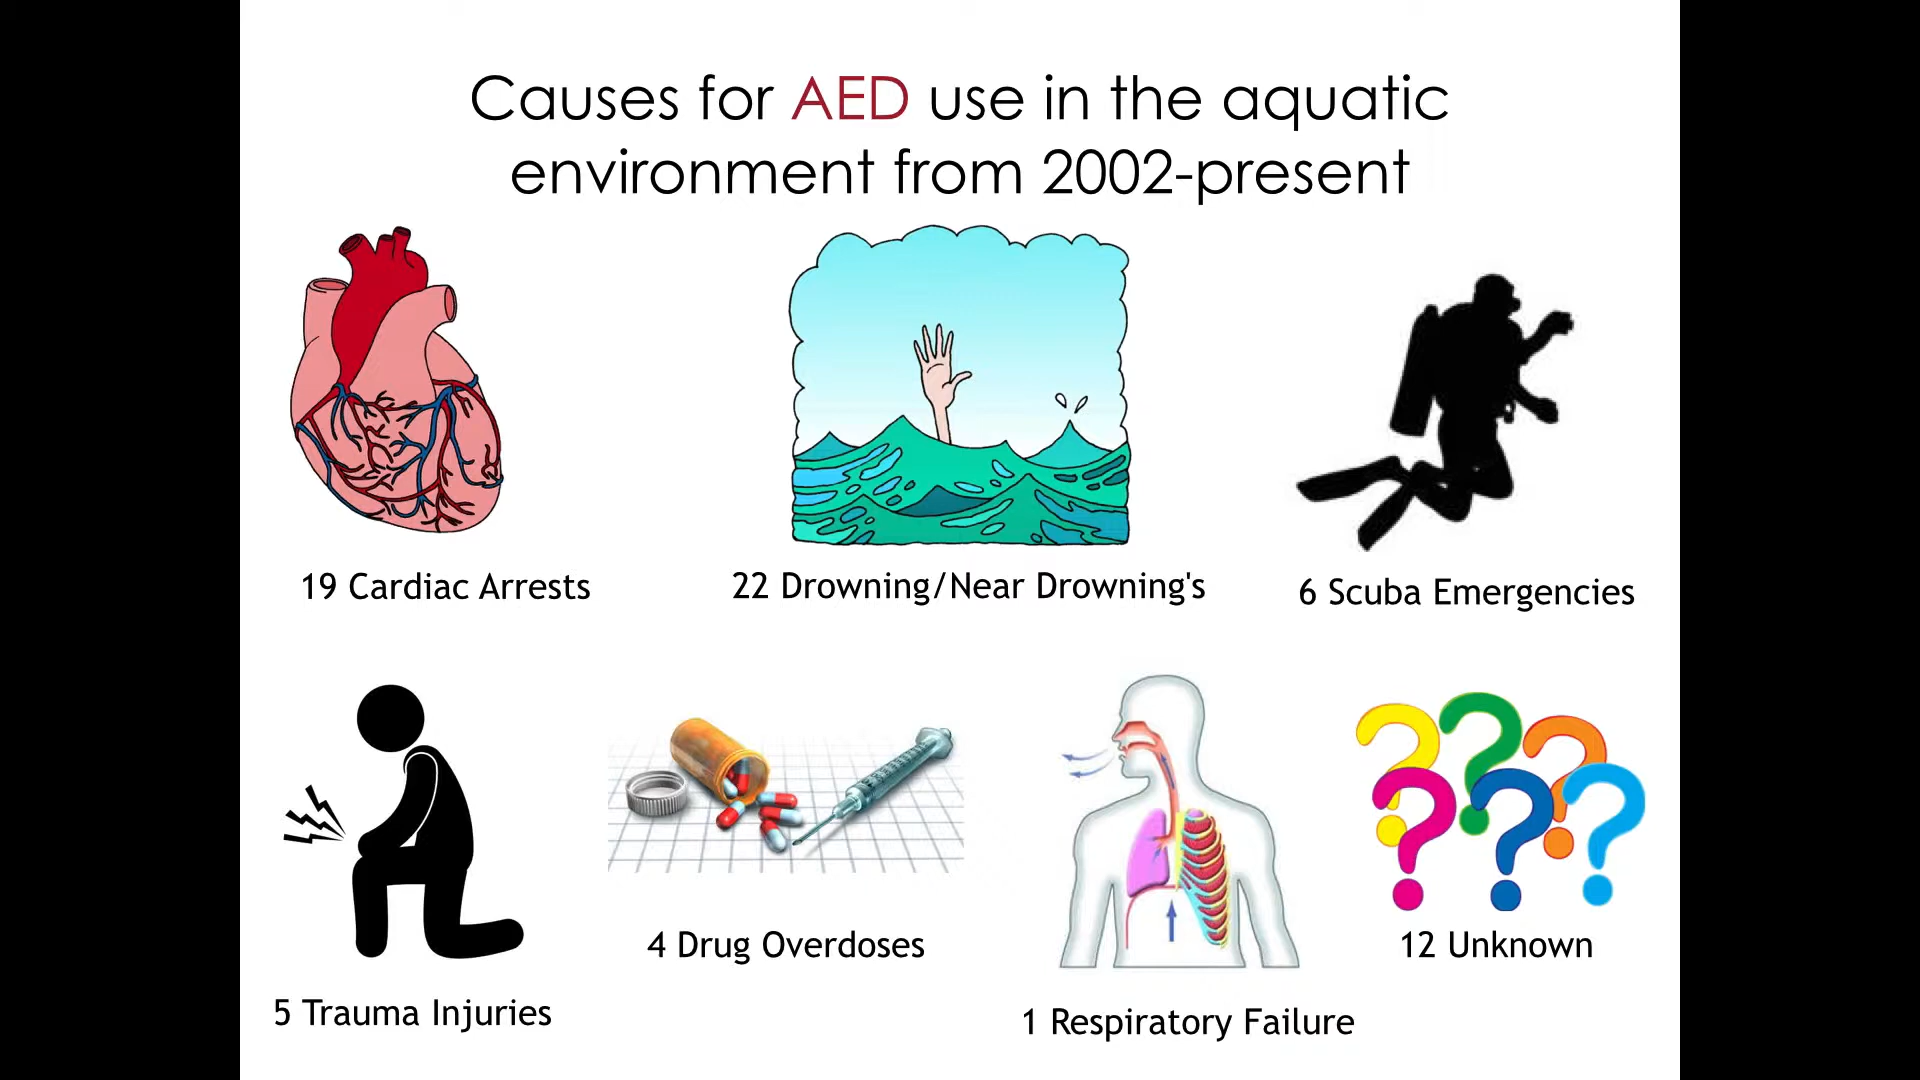 Causes for AED use in the aquatic
environment from 2002-present
19 Cardiac Arrests
22 Drowning/Near Drowning's
6 Scuba Emergencies
5 Trauma Injuries
4 Drug Overdoses
1 Respiratory Failure
12 Unknown